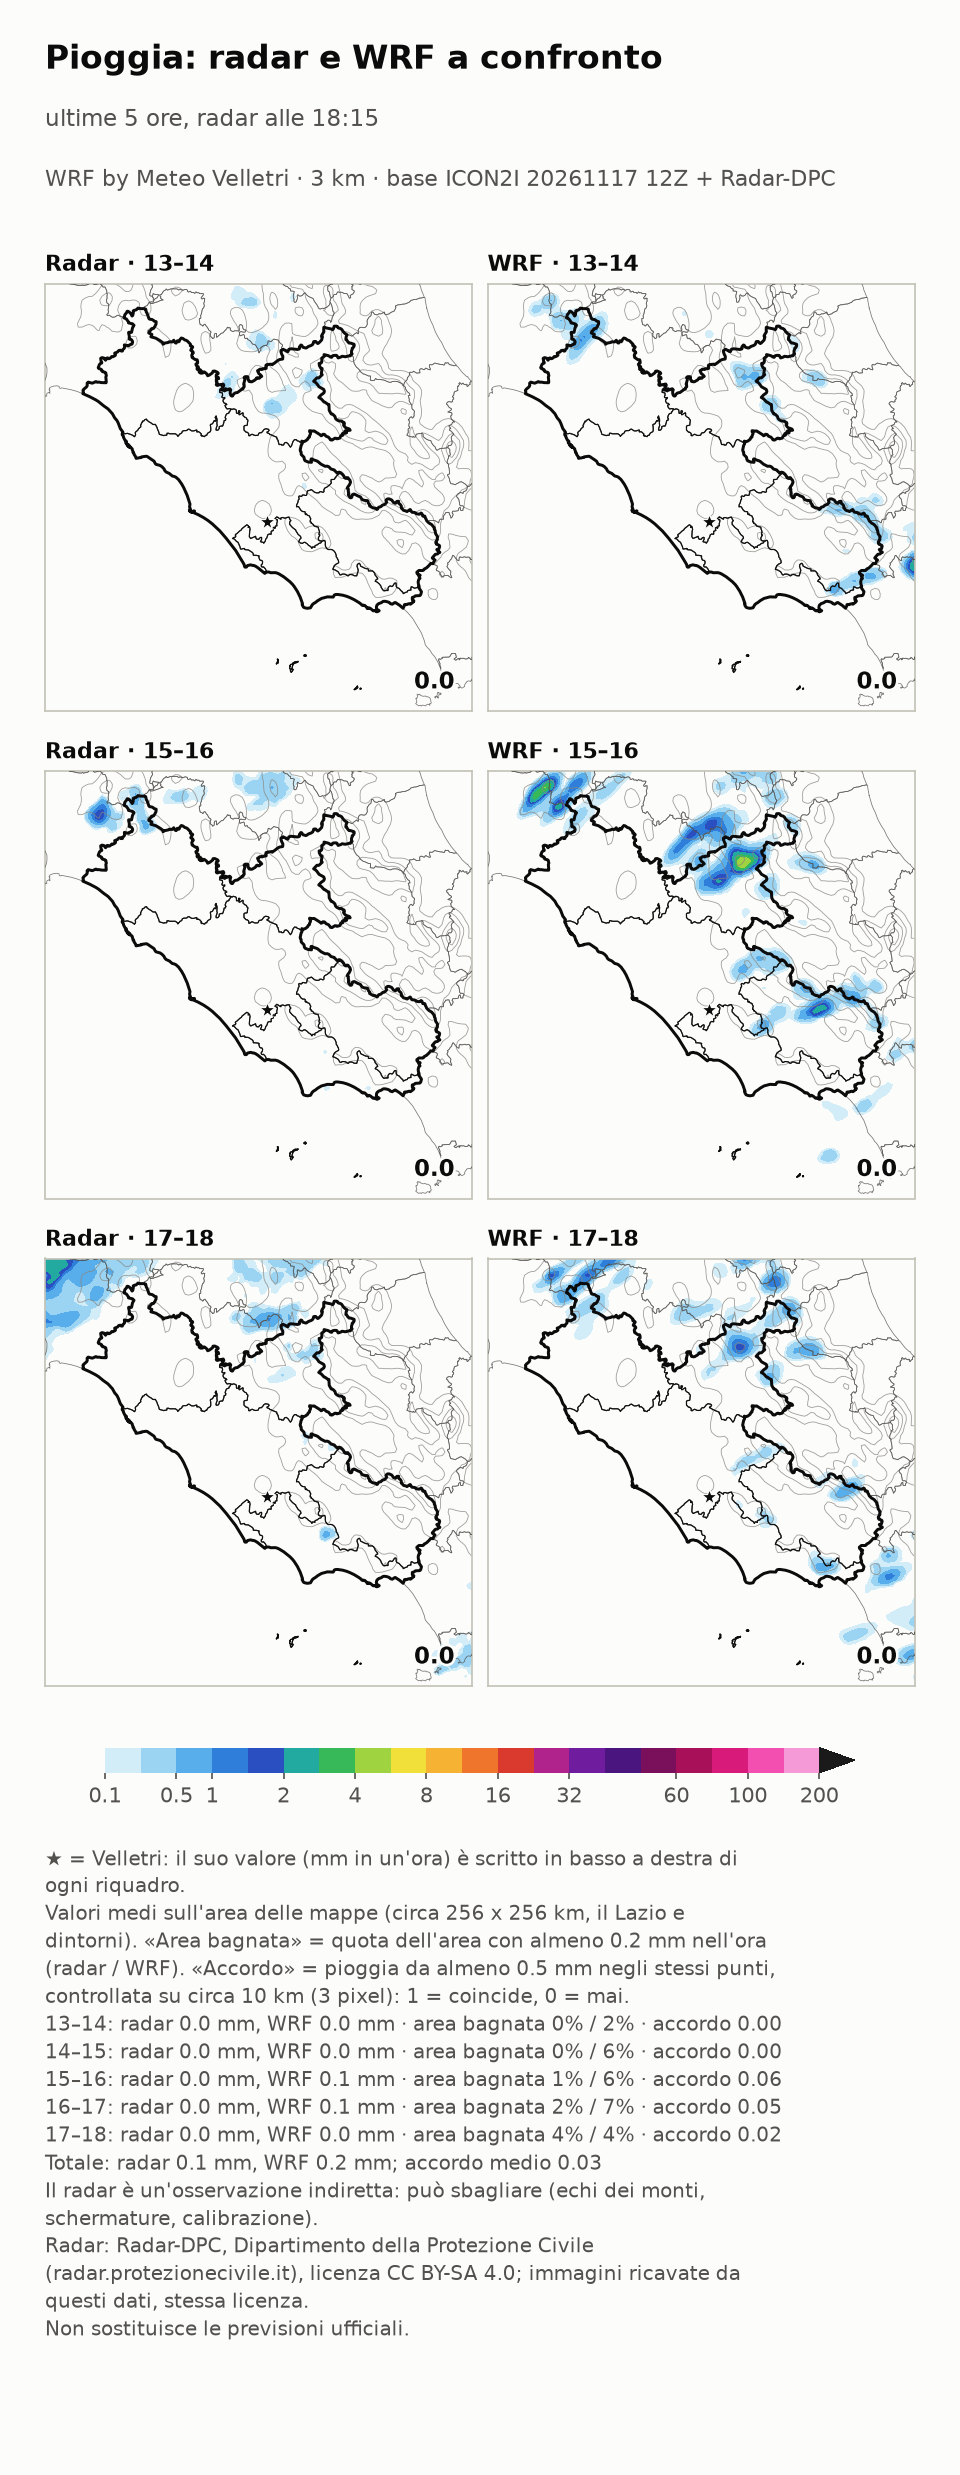 Pioggia: radar e WRF a confronto
ultime 5 ore, radar alle 18:15
WRF by Meteo Velletri · 3 km · base ICON2I 20261117 12Z + Radar-DPC
Radar · 13–14
WRF · 13–14
0.0
0.0
Radar · 15–16
WRF · 15–16
0.0
0.0
Radar · 17–18
WRF · 17–18
0.0
0.0
0.1 0.5 1 2 4 8 16 32 60 100 200
★ = Velletri: il suo valore (mm in un'ora) è scritto in basso a destra di
ogni riquadro.
Valori medi sull'area delle mappe (circa 256 x 256 km, il Lazio e
dintorni). «Area bagnata» = quota dell'area con almeno 0.2 mm nell'ora
(radar / WRF). «Accordo» = pioggia da almeno 0.5 mm negli stessi punti,
controllata su circa 10 km (3 pixel): 1 = coincide, 0 = mai.
13–14: radar 0.0 mm, WRF 0.0 mm · area bagnata 0% / 2% · accordo 0.00
14–15: radar 0.0 mm, WRF 0.0 mm · area bagnata 0% / 6% · accordo 0.00
15–16: radar 0.0 mm, WRF 0.1 mm · area bagnata 1% / 6% · accordo 0.06
16–17: radar 0.0 mm, WRF 0.1 mm · area bagnata 2% / 7% · accordo 0.05
17–18: radar 0.0 mm, WRF 0.0 mm · area bagnata 4% / 4% · accordo 0.02
Totale: radar 0.1 mm, WRF 0.2 mm; accordo medio 0.03
Il radar è un'osservazione indiretta: può sbagliare (echi dei monti,
schermature, calibrazione).
Radar: Radar-DPC, Dipartimento della Protezione Civile
(radar.protezionecivile.it), licenza CC BY-SA 4.0; immagini ricavate da
questi dati, stessa licenza.
Non sostituisce le previsioni ufficiali.